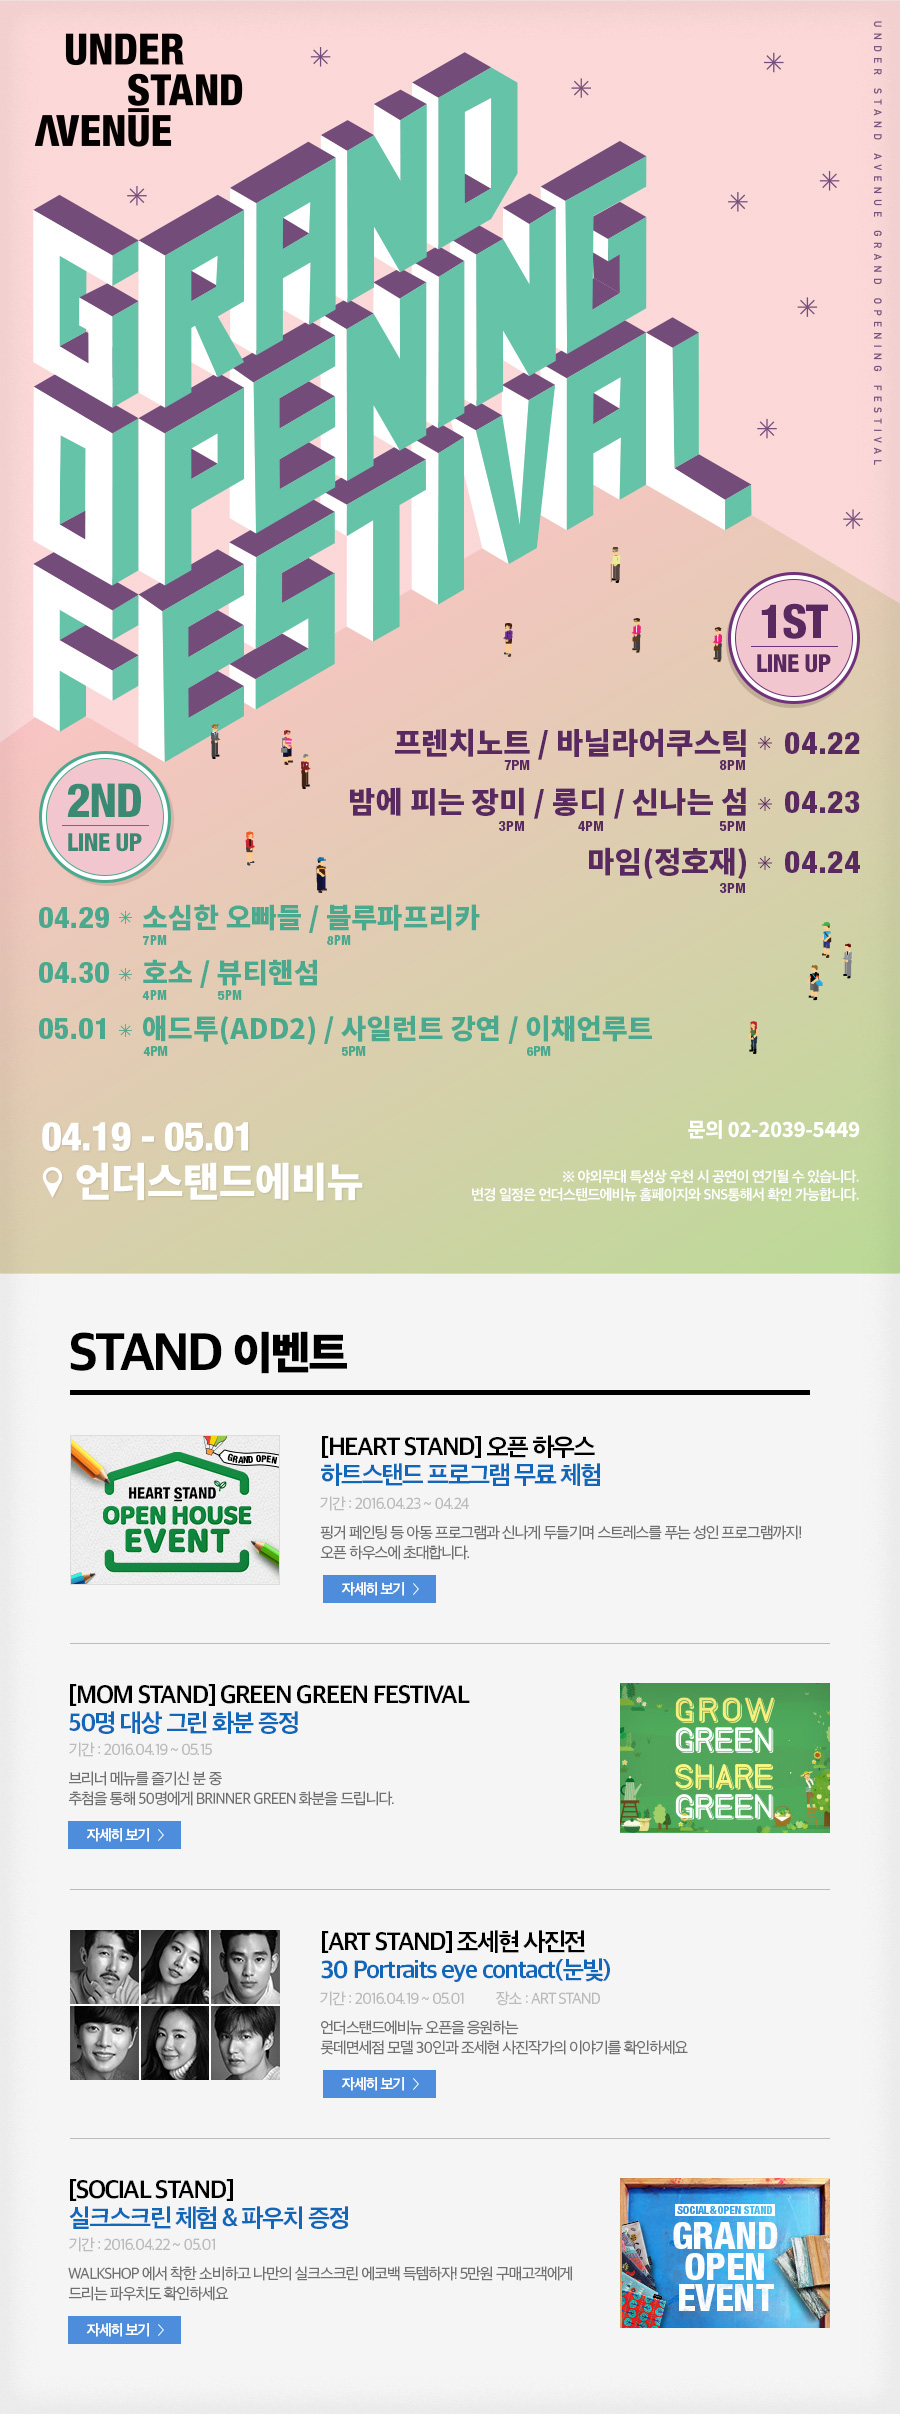 UNDER
STAND
AVENUE
UNDER STAND AVENUE GRAND OPENING FESTIVAL
GRAND
OPENING
FESTIVAL
1ST
LINE UP
프렌치노트 / 바닐라어쿠스틱 ✳ 04.22
7PM 8PM
밤에 피는 장미 / 롱디 / 신나는 섬 ✳ 04.23
3PM 4PM 5PM
마임(정호재) ✳ 04.24
3PM
2ND
LINE UP
04.29 ✳ 소심한 오빠들 / 블루파프리카
7PM 8PM
04.30 ✳ 호소 / 뷰티핸섬
4PM 5PM
05.01 ✳ 애드투(ADD2) / 사일런트 강연 / 이채언루트
4PM 5PM 6PM
04.19 - 05.01
언더스탠드에비뉴
문의 02-2039-5449
※ 야외무대 특성상 우천 시 공연이 연기될 수 있습니다.
변경 일정은 언더스탠드에비뉴 홈페이지와 SNS통해서 확인 가능합니다.
STAND 이벤트
GRAND OPEN
HEART STAND
OPEN HOUSE
EVENT
[HEART STAND] 오픈 하우스
하트스탠드 프로그램 무료 체험
기간 : 2016.04.23 ~ 04.24
핑거 페인팅 등 아동 프로그램과 신나게 두들기며 스트레스를 푸는 성인 프로그램까지!
오픈 하우스에 초대합니다.
자세히 보기 >
[MOM STAND] GREEN GREEN FESTIVAL
50명 대상 그린 화분 증정
기간 : 2016.04.19 ~ 05.15
브리너 메뉴를 즐기신 분 중
추첨을 통해 50명에게 BRINNER GREEN 화분을 드립니다.
자세히 보기 >
GROW
GREEN
SHARE
GREEN
[ART STAND] 조세현 사진전
30 Portraits eye contact(눈빛)
기간 : 2016.04.19 ~ 05.01 장소 : ART STAND
언더스탠드에비뉴 오픈을 응원하는
롯데면세점 모델 30인과 조세현 사진작가의 이야기를 확인하세요
자세히 보기 >
[SOCIAL STAND]
실크스크린 체험 & 파우치 증정
기간 : 2016.04.22 ~ 05.01
WALKSHOP 에서 착한 소비하고 나만의 실크스크린 에코백 득템하자! 5만원 구매고객에게
드리는 파우치도 확인하세요
자세히 보기 >
SOCIAL & OPEN STAND
GRAND
OPEN
EVENT